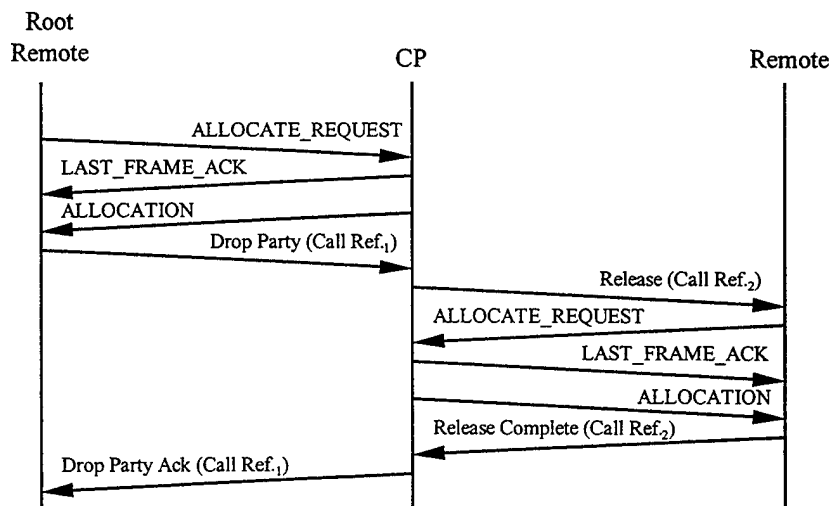 Root
Remote
CP
Remote
ALLOCATE_REQUEST
LAST_FRAME_ACK
ALLOCATION
Drop Party (Call Ref.₁)
Release (Call Ref.₂)
ALLOCATE_REQUEST
LAST_FRAME_ACK
ALLOCATION
Release Complete (Call Ref.₂)
Drop Party Ack (Call Ref.₁)